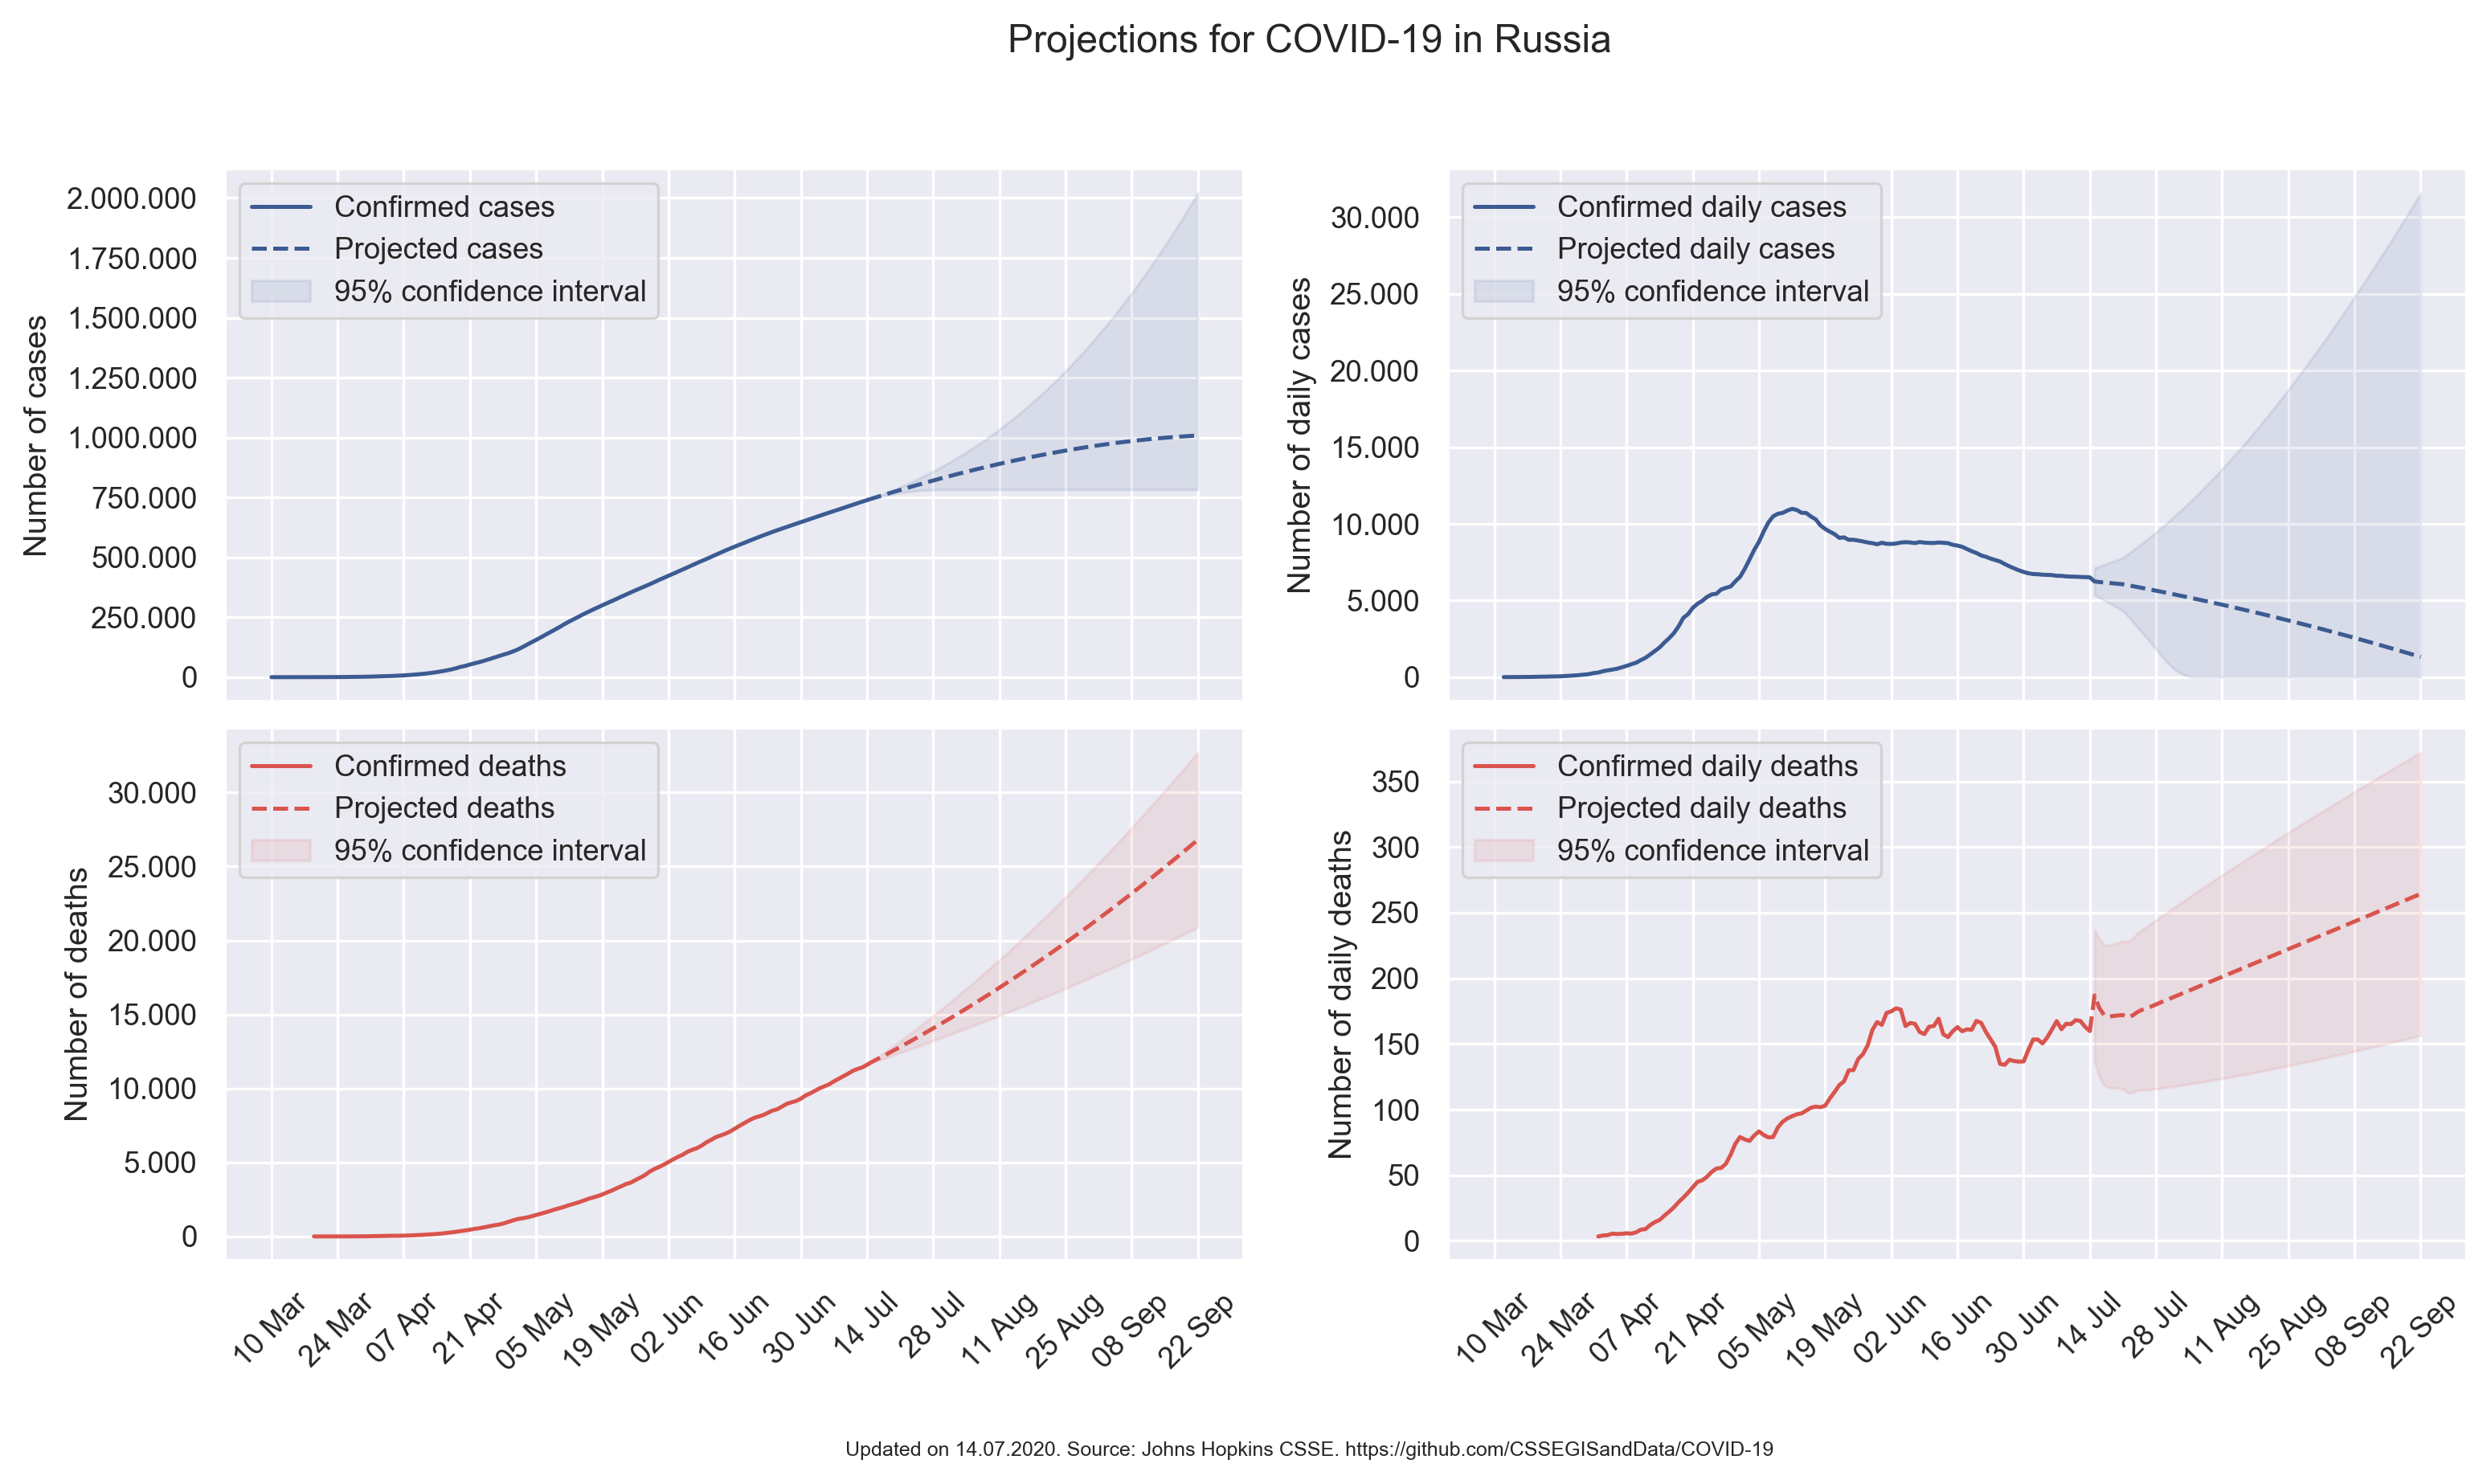 Projections for COVID-19 in Russia
Number of cases
2.000.000
1.750.000
1.500.000
1.250.000
1.000.000
750.000
500.000
250.000
0
Confirmed cases
Projected cases
95% confidence interval
Number of daily cases
30.000
25.000
20.000
15.000
10.000
5.000
0
Confirmed daily cases
Projected daily cases
95% confidence interval
Number of deaths
30.000
25.000
20.000
15.000
10.000
5.000
0
Confirmed deaths
Projected deaths
95% confidence interval
10 Mar
24 Mar
07 Apr
21 Apr
05 May
19 May
02 Jun
16 Jun
30 Jun
14 Jul
28 Jul
11 Aug
25 Aug
08 Sep
22 Sep
Number of daily deaths
350
300
250
200
150
100
50
0
Confirmed daily deaths
Projected daily deaths
95% confidence interval
10 Mar
24 Mar
07 Apr
21 Apr
05 May
19 May
02 Jun
16 Jun
30 Jun
14 Jul
28 Jul
11 Aug
25 Aug
08 Sep
22 Sep
Updated on 14.07.2020. Source: Johns Hopkins CSSE. https://github.com/CSSEGISandData/COVID-19